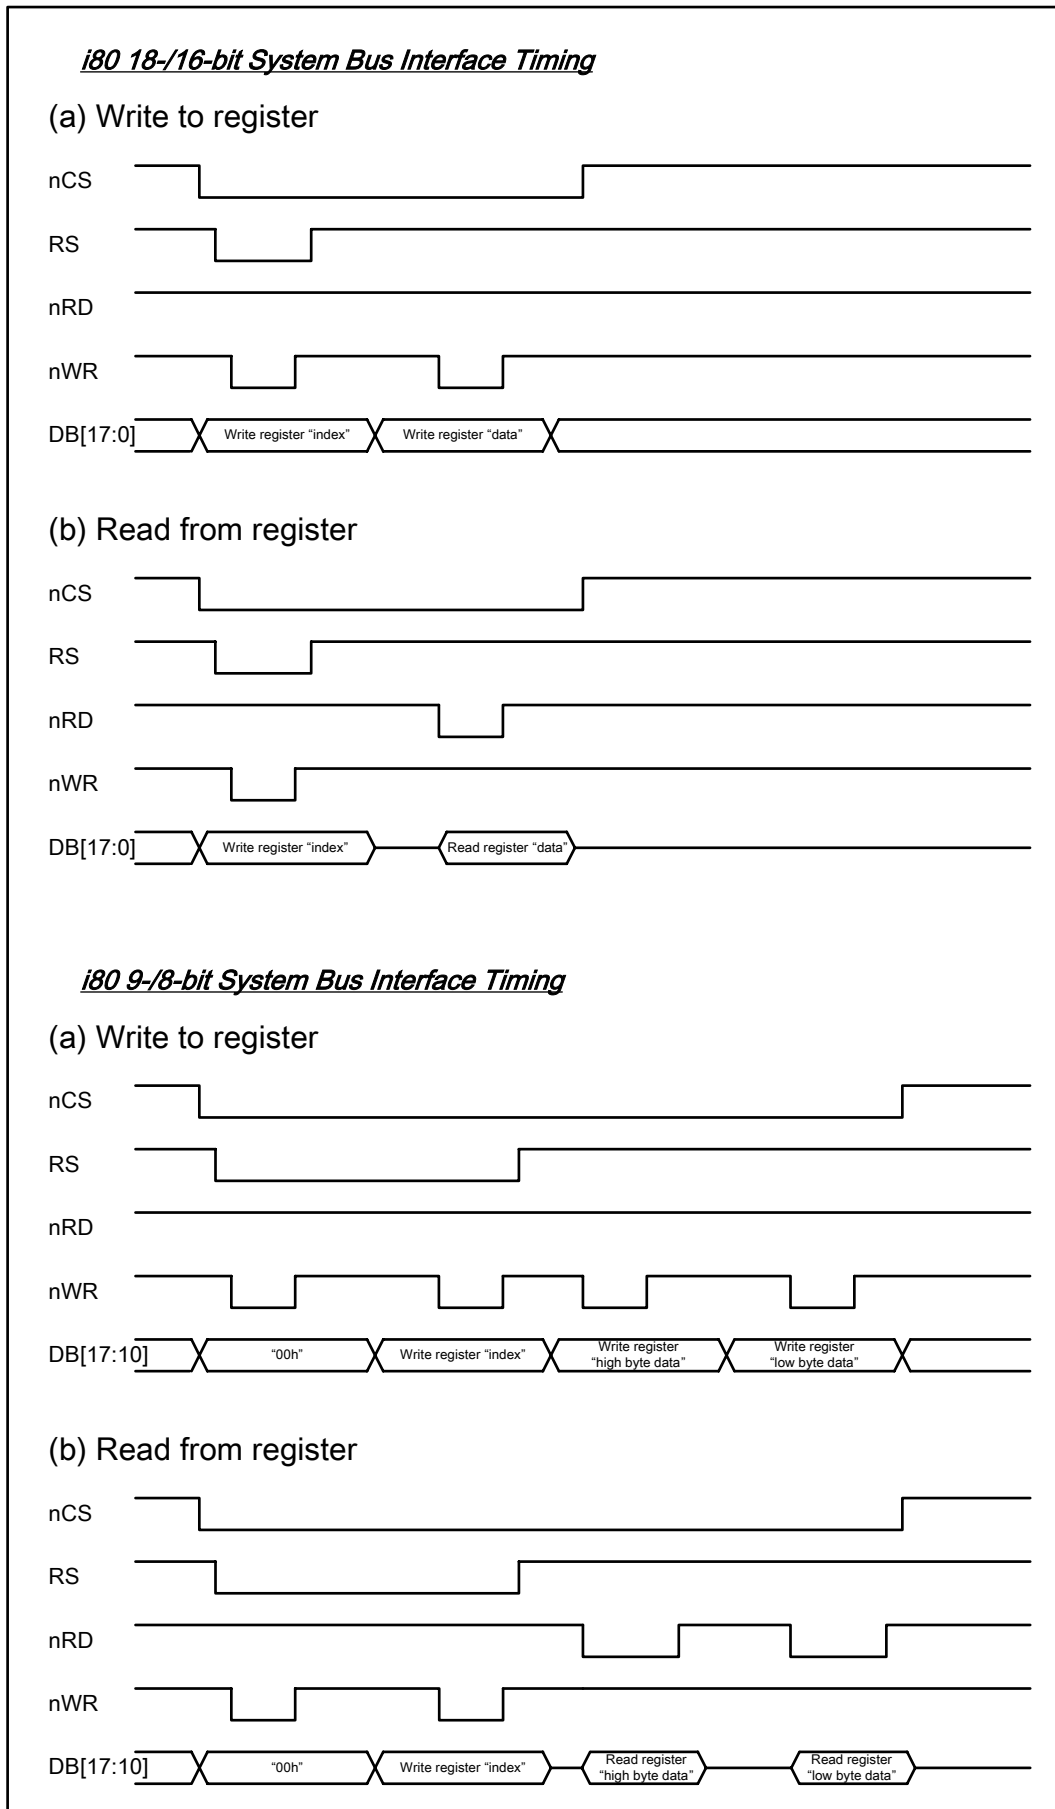 i80 18-/16-bit System Bus Interface Timing
(a) Write to register
nCS
RS
nRD
nWR
DB[17:0]
Write register “index”
Write register “data”
(b) Read from register
nCS
RS
nRD
nWR
DB[17:0]
Write register “index”
Read register “data”
i80 9-/8-bit System Bus Interface Timing
(a) Write to register
nCS
RS
nRD
nWR
DB[17:10]
“00h”
Write register “index”
Write register
“high byte data”
Write register
“low byte data”
(b) Read from register
nCS
RS
nRD
nWR
DB[17:10]
“00h”
Write register “index”
Read register
“high byte data”
Read register
“low byte data”